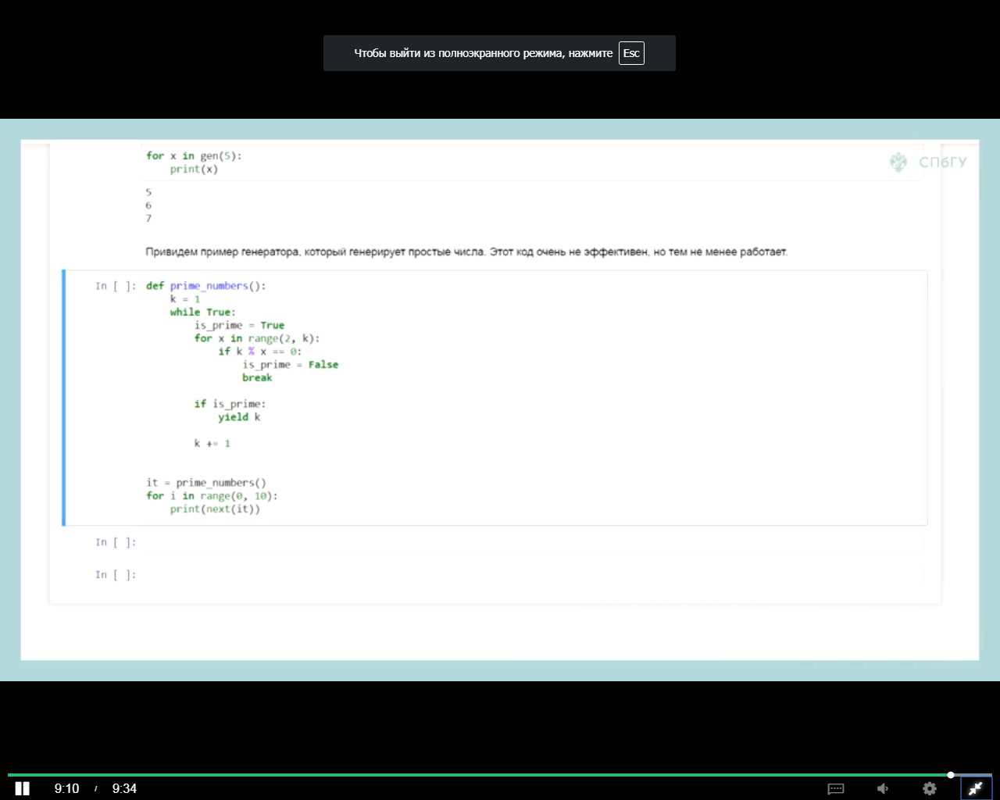 Чтобы выйти из полноэкранного режима, нажмите Esc
for x in gen(5):
    print(x)
СПбГУ
5
6
7
Привидем пример генератора, который генерирует простые числа. Этот код очень не эффективен, но тем не менее работает.
In [ ]: def prime_numbers():
    k = 1
    while True:
        is_prime = True
        for x in range(2, k):
            if k % x == 0:
                is_prime = False
                break
        if is_prime:
            yield k
        k += 1
it = prime_numbers()
for i in range(0, 10):
    print(next(it))
In [ ]:
In [ ]:
9:10 / 9:34